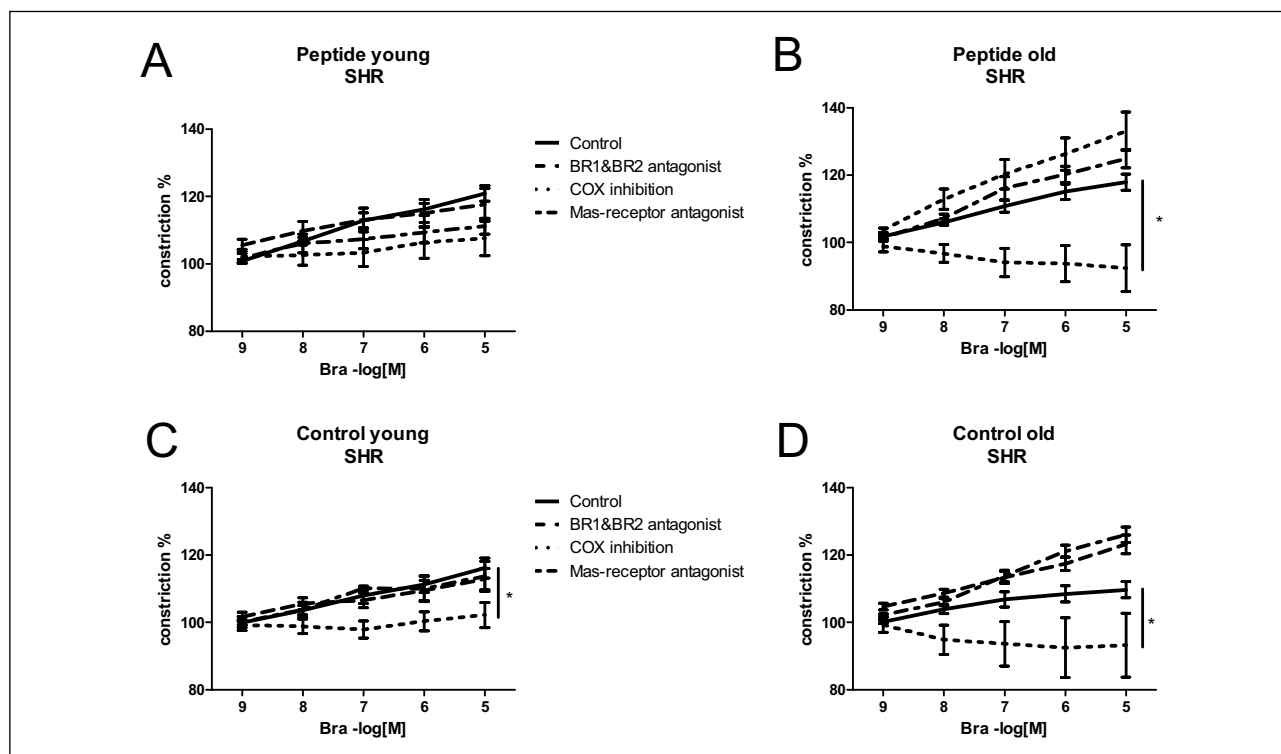 A
Peptide young
SHR
140
120
100
80
constriction %
9 8 7 6 5
Bra -log[M]
Control
BR1&BR2 antagonist
COX inhibition
Mas-receptor antagonist
B
Peptide old
SHR
140
120
100
80
constriction %
*
9 8 7 6 5
Bra -log[M]
C
Control young
SHR
140
120
100
80
constriction %
*
9 8 7 6 5
Bra -log[M]
Control
BR1&BR2 antagonist
COX inhibition
Mas-receptor antagonist
D
Control old
SHR
140
120
100
80
constriction %
*
9 8 7 6 5
Bra -log[M]